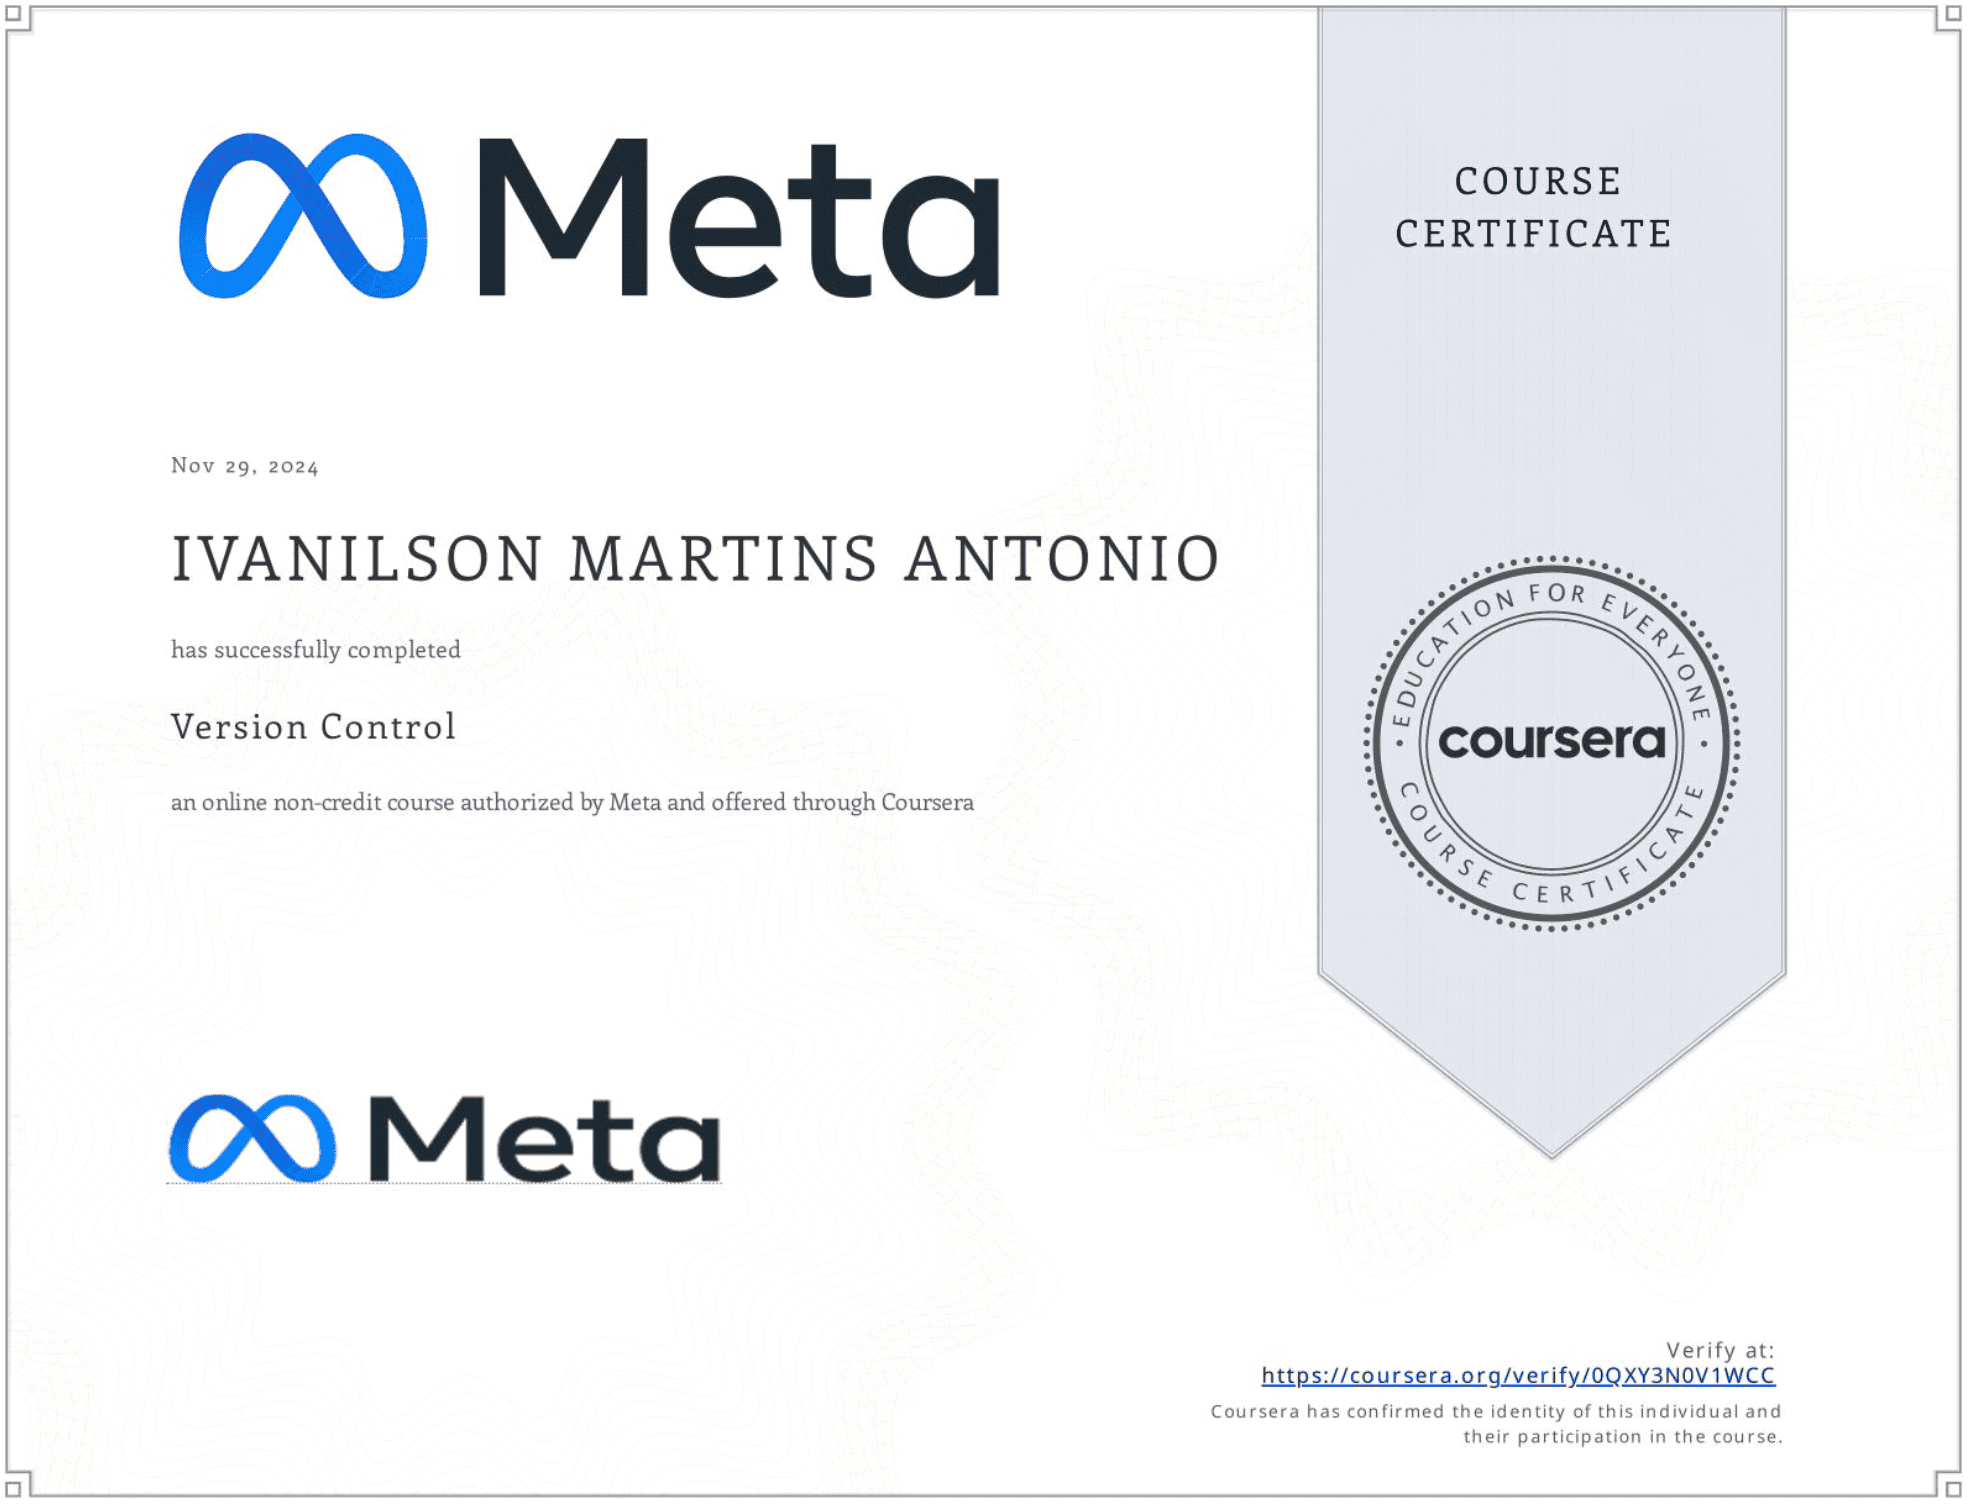 Meta
COURSE
CERTIFICATE
Nov 29, 2024
IVANILSON MARTINS ANTONIO
has successfully completed
Version Control
an online non-credit course authorized by Meta and offered through Coursera
EDUCATION FOR EVERYONE
coursera
COURSE CERTIFICATE
Meta
Verify at:
https://coursera.org/verify/0QXY3N0V1WCC
Coursera has confirmed the identity of this individual and
their participation in the course.